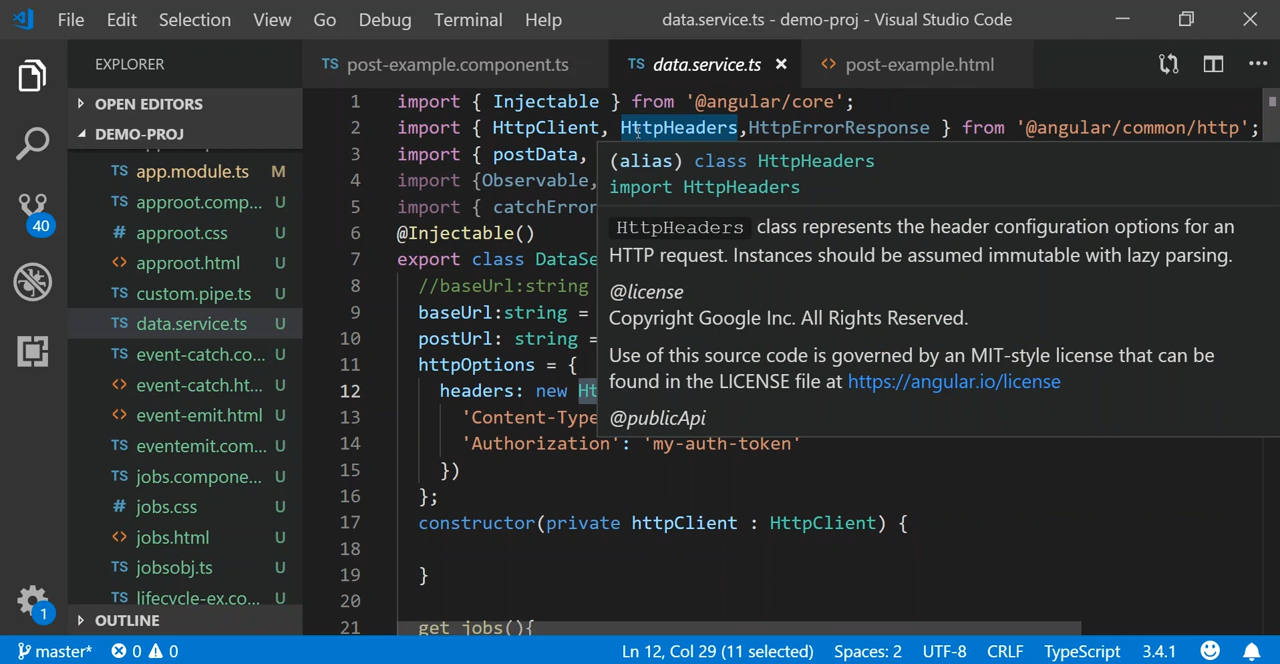 File Edit Selection View Go Debug Terminal Help data.service.ts - demo-proj - Visual Studio Code
EXPLORER
TS post-example.component.ts TS data.service.ts × <> post-example.html ...
OPEN EDITORS
DEMO-PROJ
TS app.module.ts M
TS approot.comp... U
# approot.css U
<> approot.html U
TS custom.pipe.ts U
TS data.service.ts U
TS event-catch.co... U
<> event-catch.ht... U
<> event-emit.html U
TS eventemit.com... U
TS jobs.compone... U
# jobs.css U
<> jobs.html U
TS jobsobj.ts U
TS lifecycle-ex.co... U
OUTLINE
40
1
1 import { Injectable } from '@angular/core';
2 import { HttpClient, HttpHeaders,HttpErrorResponse } from '@angular/common/http';
3 import { postData,
4 import {Observable,
5 import { catchError
6 @Injectable()
7 export class DataSe
8 //baseUrl:string
9 baseUrl:string =
10 postUrl: string =
11 httpOptions = {
12 headers: new Ht
13 'Content-Type
14 'Authorization': 'my-auth-token'
15 })
16 };
17 constructor(private httpClient : HttpClient) {
18
19 }
20
21 get jobs(){
(alias) class HttpHeaders
import HttpHeaders
HttpHeaders class represents the header configuration options for an
HTTP request. Instances should be assumed immutable with lazy parsing.
@license
Copyright Google Inc. All Rights Reserved.
Use of this source code is governed by an MIT-style license that can be
found in the LICENSE file at https://angular.io/license
@publicApi
master* 0 0 Ln 12, Col 29 (11 selected) Spaces: 2 UTF-8 CRLF TypeScript 3.4.1